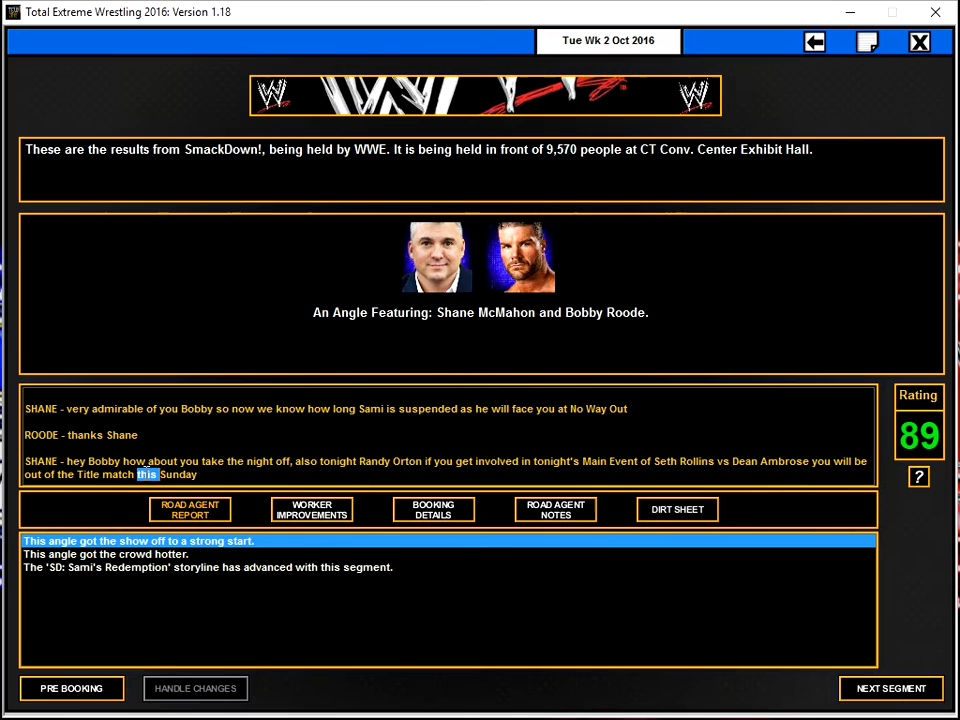 Total Extreme Wrestling 2016: Version 1.18
Tue Wk 2 Oct 2016
These are the results from SmackDown!, being held by WWE. It is being held in front of 9,570 people at CT Conv. Center Exhibit Hall.
An Angle Featuring: Shane McMahon and Bobby Roode.
SHANE - very admirable of you Bobby so now we know how long Sami is suspended as he will face you at No Way Out
ROODE - thanks Shane
SHANE - hey Bobby how about you take the night off, also tonight Randy Orton if you get involved in tonight's Main Event of Seth Rollins vs Dean Ambrose you will be
out of the Title match this Sunday
Rating
89
?
ROAD AGENT
REPORT
WORKER
IMPROVEMENTS
BOOKING
DETAILS
ROAD AGENT
NOTES
DIRT SHEET
This angle got the show off to a strong start.
This angle got the crowd hotter.
The 'SD: Sami's Redemption' storyline has advanced with this segment.
PRE BOOKING
HANDLE CHANGES
NEXT SEGMENT